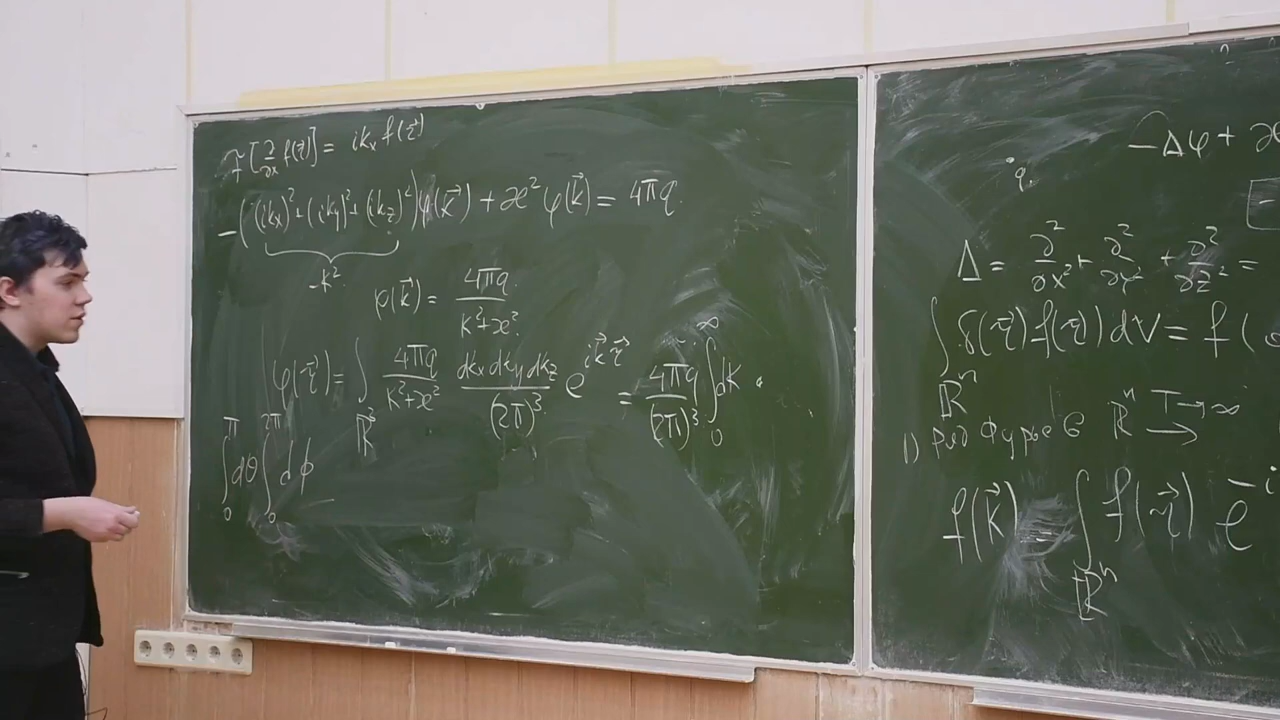 F[∂/∂x f(r⃗)] = ik_x f(r⃗)
-((ik_x)²+(ik_y)²+(ik_z)²)φ(k⃗) + æ²φ(k⃗) = 4πq
-k²
φ(k⃗) = 4πq/(k²+æ²)
φ(r⃗) = ∫_{ℝ³} 4πq/(k²+æ²) dk_x dk_y dk_z/(2π)³ e^{ik⃗r⃗} = 4πq/(2π)³ ∫_0^∞ dk ·
∫_0^π dθ ∫_0^{2π} dϕ
-Δφ + æ
q
Δ = ∂²/∂x² + ∂²/∂y² + ∂²/∂z² =
∫_{ℝⁿ} δ(r⃗) f(r⃗) dV = f(
1) ряд Фурье в ℝⁿ T→∞ →
f(k⃗) = ∫_{ℝⁿ} f(r⃗) e^{-i